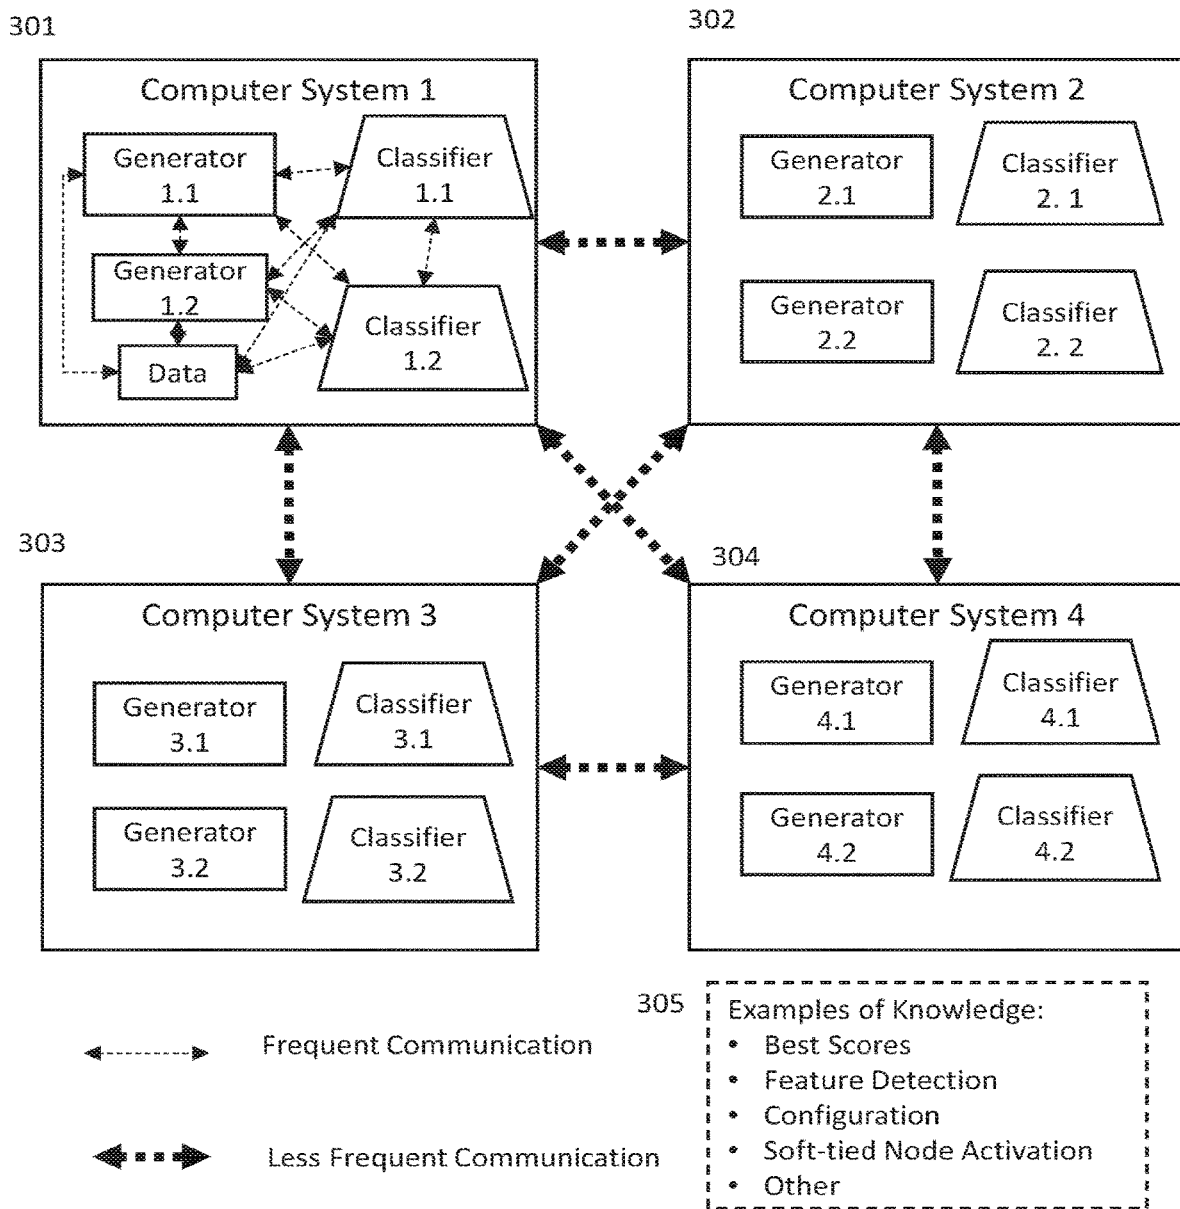 301
302
Computer System 1
Generator
1.1
Classifier
1.1
Generator
1.2
Classifier
1.2
Data
Computer System 2
Generator
2.1
Classifier
2. 1
Generator
2.2
Classifier
2. 2
303
304
Computer System 3
Generator
3.1
Classifier
3.1
Generator
3.2
Classifier
3.2
Computer System 4
Generator
4.1
Classifier
4.1
Generator
4.2
Classifier
4.2
Frequent Communication
Less Frequent Communication
305
Examples of Knowledge:
• Best Scores
• Feature Detection
• Configuration
• Soft-tied Node Activation
• Other